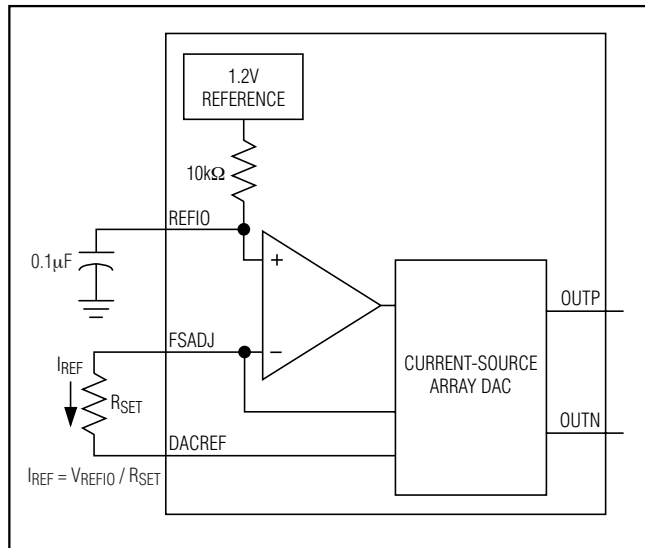 1.2V
REFERENCE
10kΩ
REFIO
0.1μF
+
FSADJ
−
IREF
RSET
CURRENT-SOURCE
ARRAY DAC
OUTP
OUTN
DACREF
IREF = VREFIO / RSET